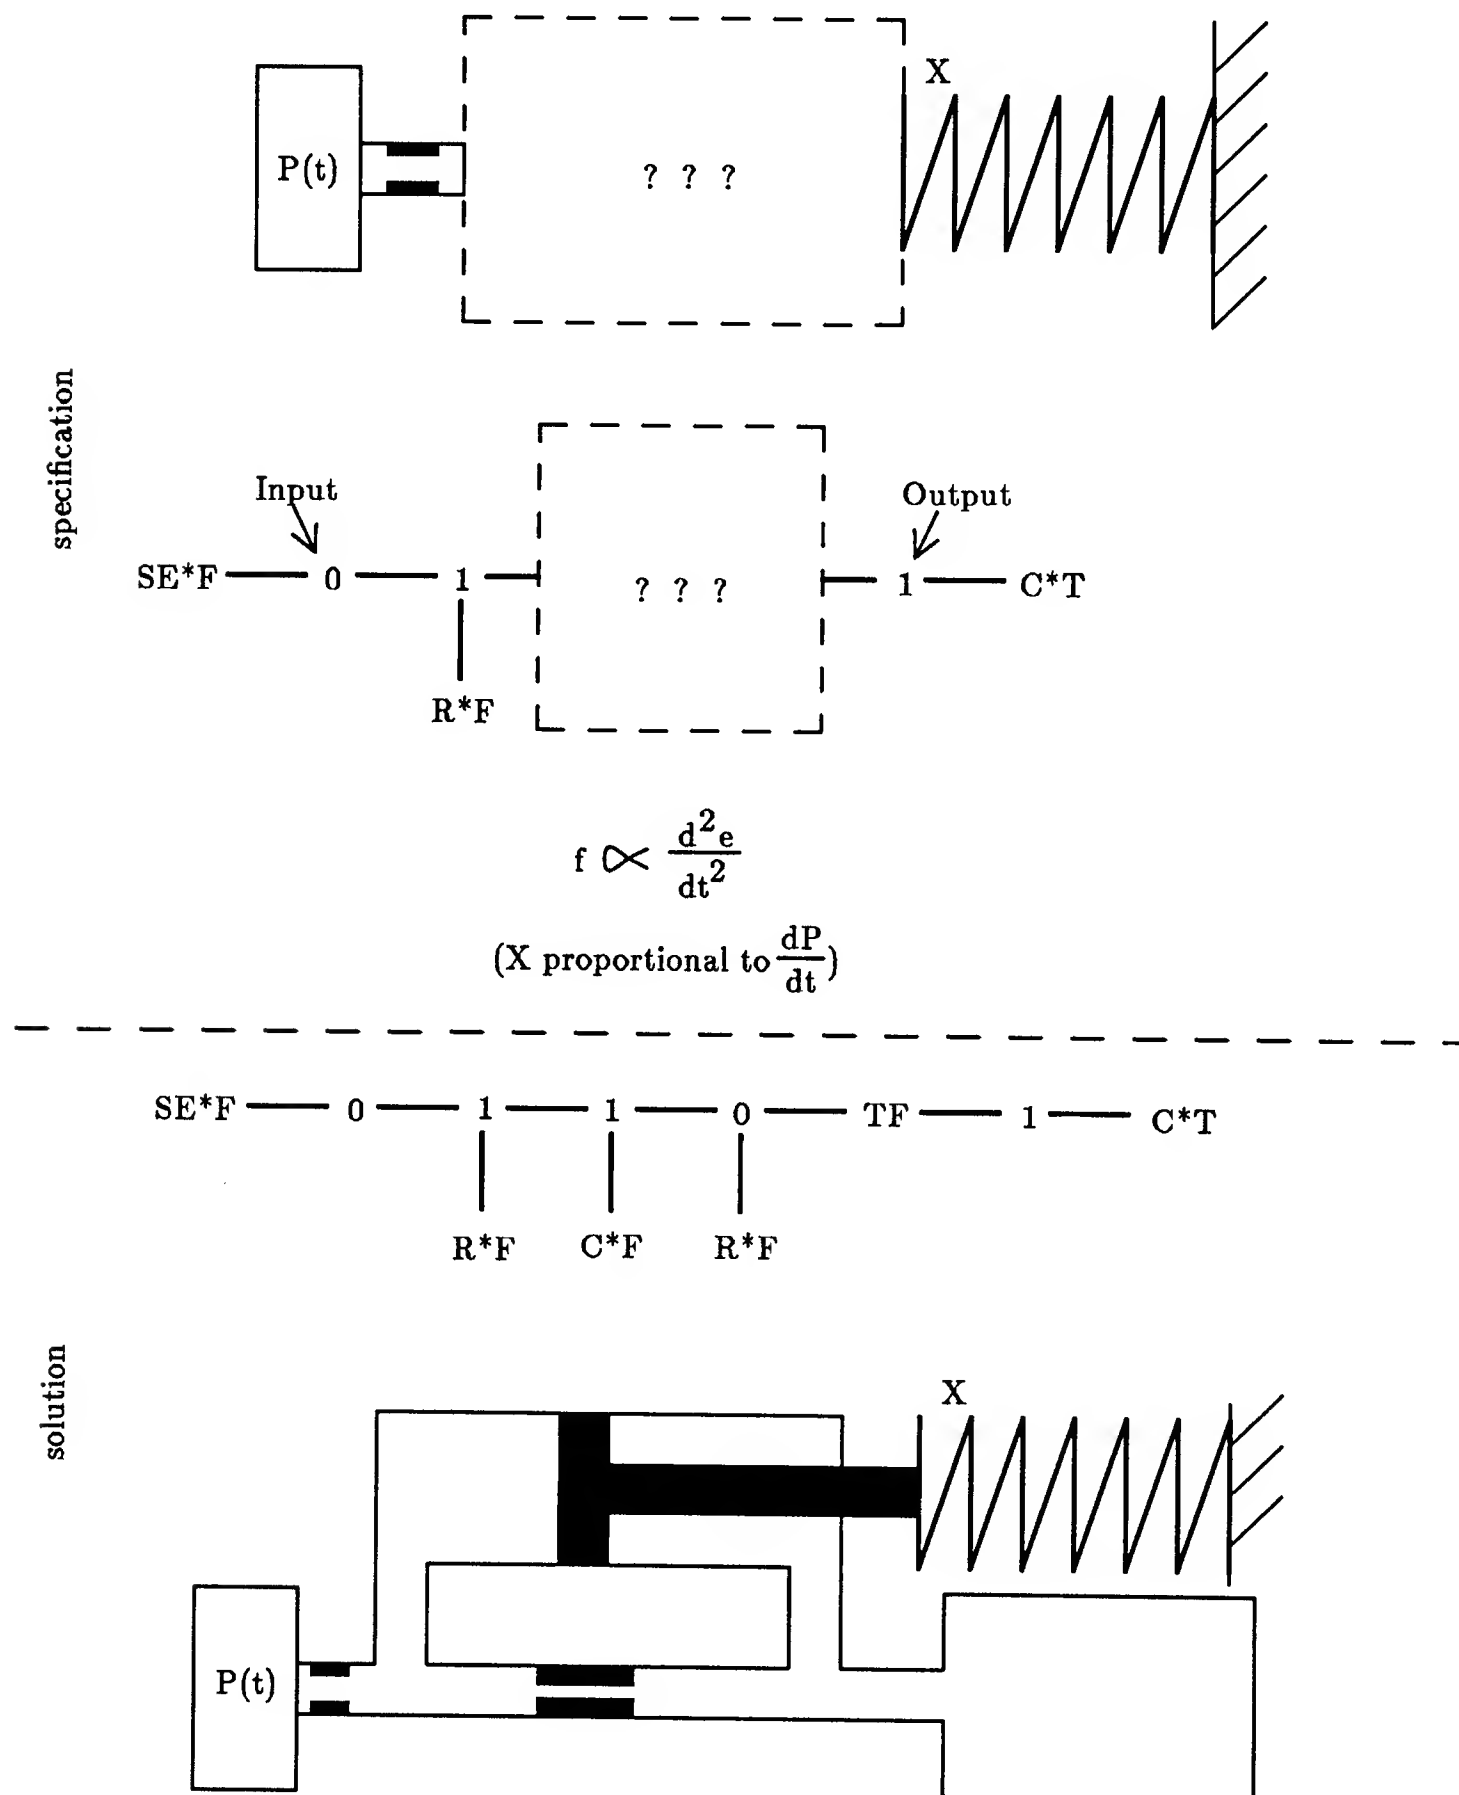 X
P(t)
? ? ?
specification
Input
Output
SE*F 0 1 ? ? ? 1 C*T
R*F
f ∝ d²e/dt²
(X proportional to dP/dt)
SE*F 0 1 1 0 TF 1 C*T
R*F C*F R*F
solution
X
P(t)